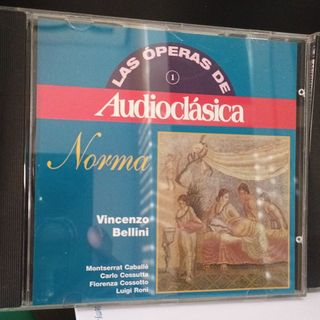 LAS ÓPERAS DE
1
Audioclásica
Norma
Vincenzo
Bellini
Montserrat Caballé
Carlo Cossutta
Fiorenza Cossotto
Luigi Roni